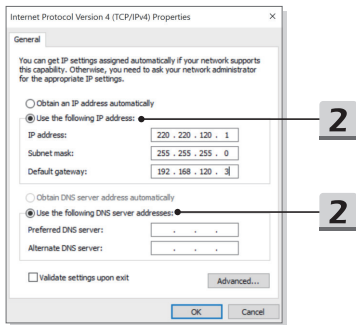 Internet Protocol Version 4 (TCP/IPv4) Properties
General
You can get IP settings assigned automatically if your network supports
this capability. Otherwise, you need to ask your network administrator
for the appropriate IP settings.
Obtain an IP address automatically
Use the following IP address:
2
IP address: 220 . 220 . 120 . 1
Subnet mask: 255 . 255 . 255 . 0
Default gateway: 192 . 168 . 120 . 3
Obtain DNS server address automatically
Use the following DNS server addresses:
2
Preferred DNS server: . . .
Alternate DNS server: . . .
Validate settings upon exit
Advanced...
OK Cancel